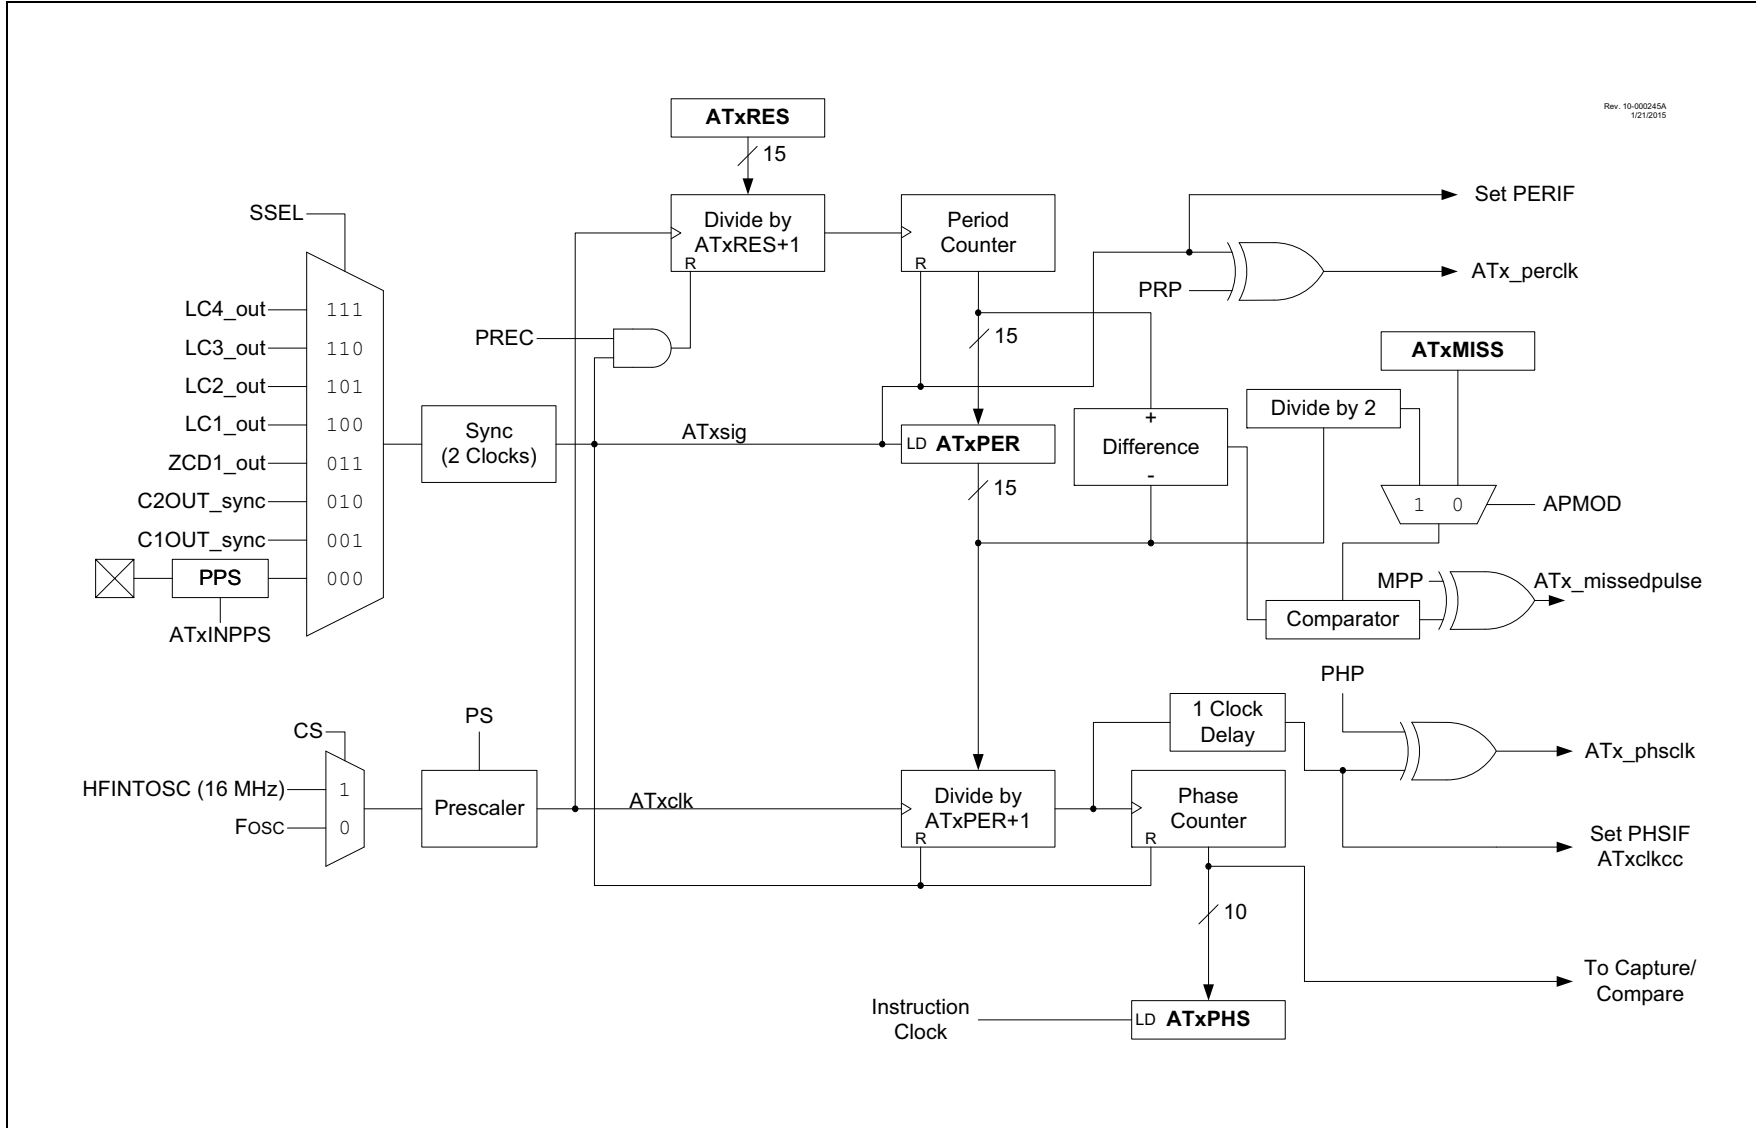 Rev. 10-000245A
1/21/2015
ATxRES
15
SSEL
Divide by
ATxRES+1
R
Period
Counter
R
Set PERIF
ATx_perclk
PRP
LC4_out
111
LC3_out
110
LC2_out
101
LC1_out
100
ZCD1_out
011
C2OUT_sync
010
C1OUT_sync
001
PPS
000
ATxINPPS
PREC
15
ATxMISS
Sync
(2 Clocks)
ATxsig
LD ATxPER
15
+
Difference
-
Divide by 2
1 0
APMOD
MPP
ATx_missedpulse
Comparator
PHP
CS
PS
1 Clock
Delay
ATx_phsclk
HFINTOSC (16 MHz)
1
FOSC
0
Prescaler
ATxclk
Divide by
ATxPER+1
R
Phase
Counter
R
Set PHSIF
ATxclkcc
10
To Capture/
Compare
Instruction
Clock
LD ATxPHS